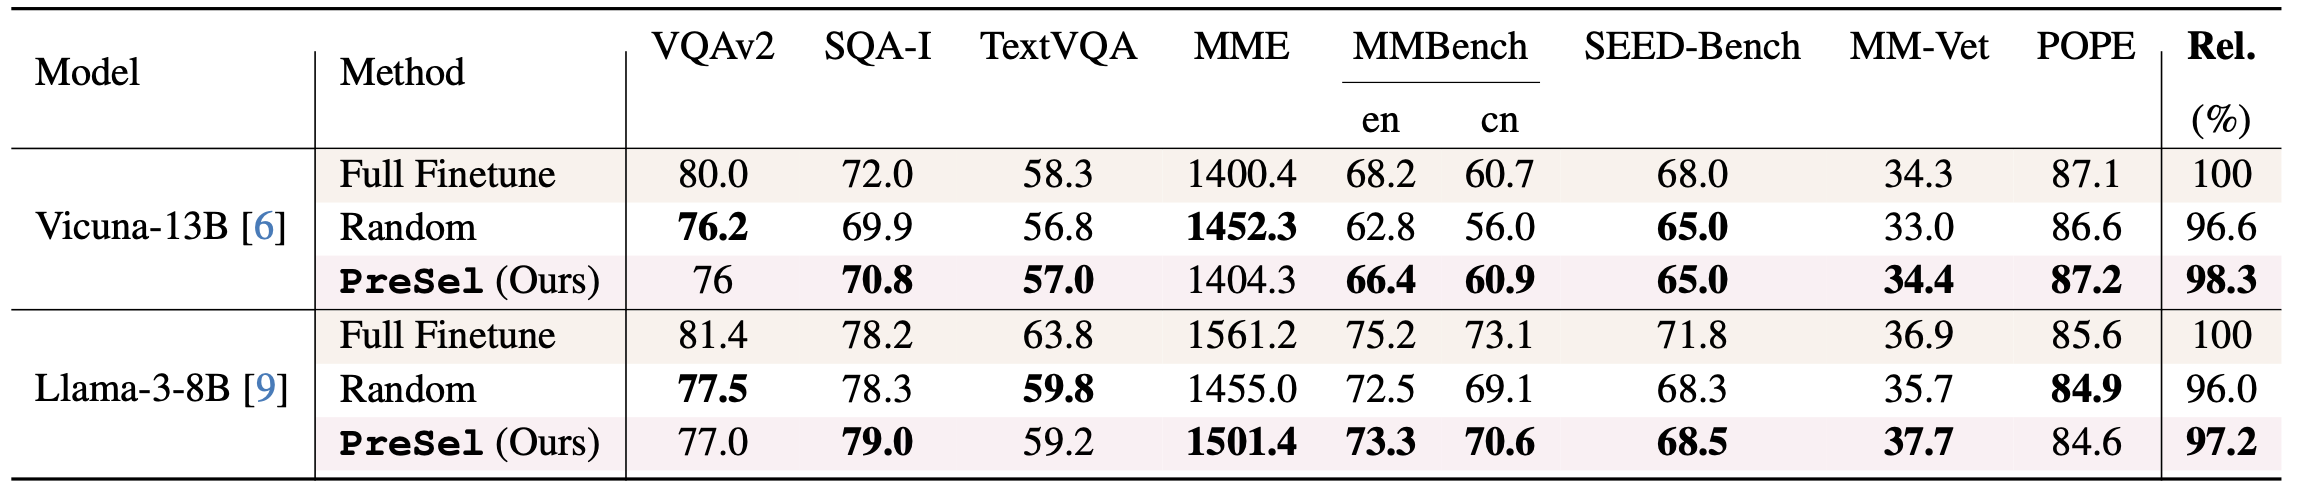 Model Method VQAv2 SQA-I TextVQA MME MMBench SEED-Bench MM-Vet POPE Rel.
en cn (%)
Full Finetune 80.0 72.0 58.3 1400.4 68.2 60.7 68.0 34.3 87.1 100
Vicuna-13B [6] Random 76.2 69.9 56.8 1452.3 62.8 56.0 65.0 33.0 86.6 96.6
PreSel (Ours) 76 70.8 57.0 1404.3 66.4 60.9 65.0 34.4 87.2 98.3
Full Finetune 81.4 78.2 63.8 1561.2 75.2 73.1 71.8 36.9 85.6 100
Llama-3-8B [9] Random 77.5 78.3 59.8 1455.0 72.5 69.1 68.3 35.7 84.9 96.0
PreSel (Ours) 77.0 79.0 59.2 1501.4 73.3 70.6 68.5 37.7 84.6 97.2